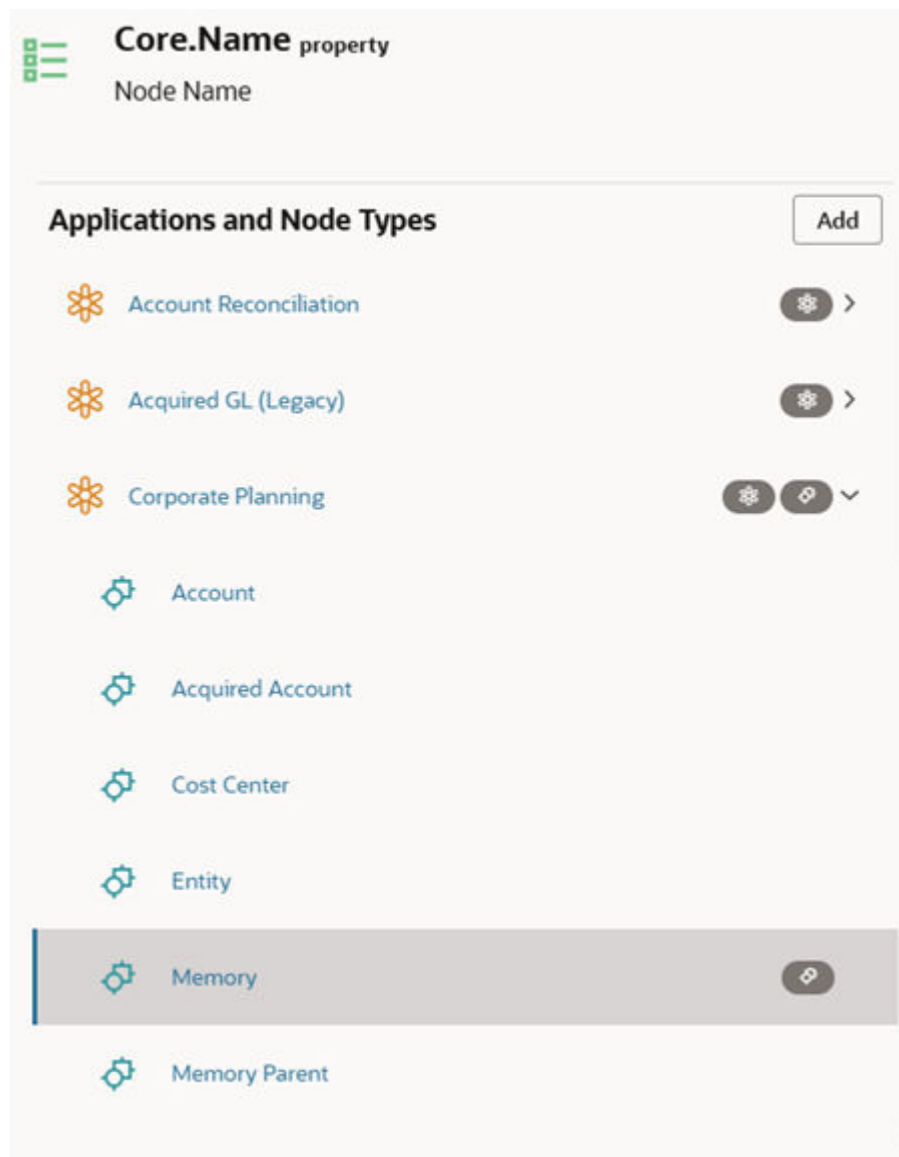 Core.Name property
Node Name
Applications and Node Types Add
Account Reconciliation
Acquired GL (Legacy)
Corporate Planning
Account
Acquired Account
Cost Center
Entity
Memory
Memory Parent